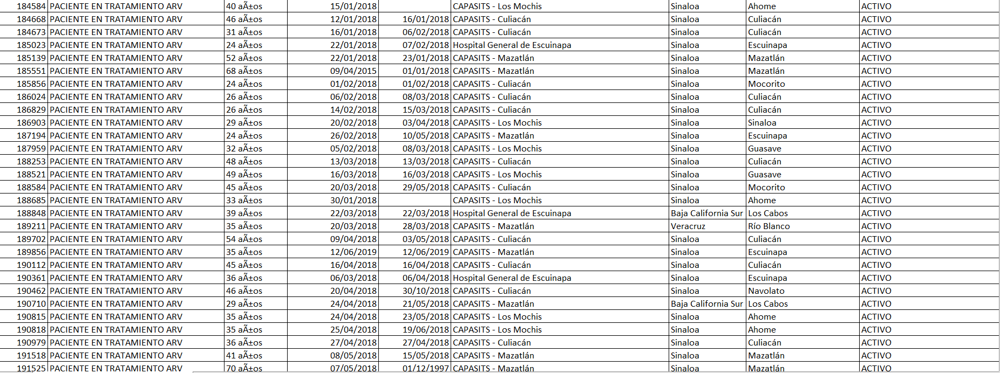 184584 PACIENTE EN TRATAMIENTO ARV 40 aÃ±os 15/01/2018 CAPASITS - Los Mochis Sinaloa Ahome ACTIVO
184668 PACIENTE EN TRATAMIENTO ARV 46 aÃ±os 12/01/2018 16/01/2018 CAPASITS - Culiacán Sinaloa Culiacán ACTIVO
184673 PACIENTE EN TRATAMIENTO ARV 31 aÃ±os 16/01/2018 06/02/2018 CAPASITS - Culiacán Sinaloa Culiacán ACTIVO
185023 PACIENTE EN TRATAMIENTO ARV 24 aÃ±os 22/01/2018 07/02/2018 Hospital General de Escuinapa Sinaloa Escuinapa ACTIVO
185139 PACIENTE EN TRATAMIENTO ARV 52 aÃ±os 22/01/2018 23/01/2018 CAPASITS - Mazatlán Sinaloa Mazatlán ACTIVO
185551 PACIENTE EN TRATAMIENTO ARV 68 aÃ±os 09/04/2015 01/01/2018 CAPASITS - Mazatlán Sinaloa Mazatlán ACTIVO
185856 PACIENTE EN TRATAMIENTO ARV 24 aÃ±os 01/02/2018 01/02/2018 CAPASITS - Culiacán Sinaloa Mocorito ACTIVO
186024 PACIENTE EN TRATAMIENTO ARV 26 aÃ±os 06/02/2018 08/03/2018 CAPASITS - Culiacán Sinaloa Culiacán ACTIVO
186829 PACIENTE EN TRATAMIENTO ARV 26 aÃ±os 14/02/2018 15/03/2018 CAPASITS - Culiacán Sinaloa Culiacán ACTIVO
186903 PACIENTE EN TRATAMIENTO ARV 29 aÃ±os 20/02/2018 03/04/2018 CAPASITS - Los Mochis Sinaloa Sinaloa ACTIVO
187194 PACIENTE EN TRATAMIENTO ARV 24 aÃ±os 26/02/2018 10/05/2018 CAPASITS - Mazatlán Sinaloa Escuinapa ACTIVO
187959 PACIENTE EN TRATAMIENTO ARV 32 aÃ±os 05/02/2018 08/03/2018 CAPASITS - Los Mochis Sinaloa Guasave ACTIVO
188253 PACIENTE EN TRATAMIENTO ARV 48 aÃ±os 13/03/2018 13/03/2018 CAPASITS - Culiacán Sinaloa Culiacán ACTIVO
188521 PACIENTE EN TRATAMIENTO ARV 49 aÃ±os 16/03/2018 16/03/2018 CAPASITS - Los Mochis Sinaloa Guasave ACTIVO
188584 PACIENTE EN TRATAMIENTO ARV 45 aÃ±os 20/03/2018 29/05/2018 CAPASITS - Culiacán Sinaloa Mocorito ACTIVO
188685 PACIENTE EN TRATAMIENTO ARV 33 aÃ±os 30/01/2018 CAPASITS - Los Mochis Sinaloa Ahome ACTIVO
188848 PACIENTE EN TRATAMIENTO ARV 39 aÃ±os 22/03/2018 22/03/2018 Hospital General de Escuinapa Baja California Sur Los Cabos ACTIVO
189211 PACIENTE EN TRATAMIENTO ARV 35 aÃ±os 20/03/2018 28/03/2018 CAPASITS - Mazatlán Veracruz Río Blanco ACTIVO
189702 PACIENTE EN TRATAMIENTO ARV 54 aÃ±os 09/04/2018 03/05/2018 CAPASITS - Culiacán Sinaloa Culiacán ACTIVO
189856 PACIENTE EN TRATAMIENTO ARV 35 aÃ±os 12/06/2019 12/06/2019 CAPASITS - Mazatlán Sinaloa Escuinapa ACTIVO
190112 PACIENTE EN TRATAMIENTO ARV 45 aÃ±os 16/04/2018 16/04/2018 CAPASITS - Culiacán Sinaloa Culiacán ACTIVO
190361 PACIENTE EN TRATAMIENTO ARV 36 aÃ±os 06/03/2018 06/04/2018 Hospital General de Escuinapa Sinaloa Escuinapa ACTIVO
190462 PACIENTE EN TRATAMIENTO ARV 46 aÃ±os 20/04/2018 30/10/2018 CAPASITS - Culiacán Sinaloa Navolato ACTIVO
190710 PACIENTE EN TRATAMIENTO ARV 29 aÃ±os 24/04/2018 21/05/2018 CAPASITS - Mazatlán Baja California Sur Los Cabos ACTIVO
190815 PACIENTE EN TRATAMIENTO ARV 35 aÃ±os 24/04/2018 23/05/2018 CAPASITS - Los Mochis Sinaloa Ahome ACTIVO
190818 PACIENTE EN TRATAMIENTO ARV 35 aÃ±os 25/04/2018 19/06/2018 CAPASITS - Los Mochis Sinaloa Ahome ACTIVO
190979 PACIENTE EN TRATAMIENTO ARV 36 aÃ±os 27/04/2018 27/04/2018 CAPASITS - Culiacán Sinaloa Culiacán ACTIVO
191518 PACIENTE EN TRATAMIENTO ARV 41 aÃ±os 08/05/2018 15/05/2018 CAPASITS - Mazatlán Sinaloa Mazatlán ACTIVO
191525 PACIENTE EN TRATAMIENTO ARV 70 aÃ±os 07/05/2018 01/12/1997 CAPASITS - Mazatlán Sinaloa Mazatlán ACTIVO